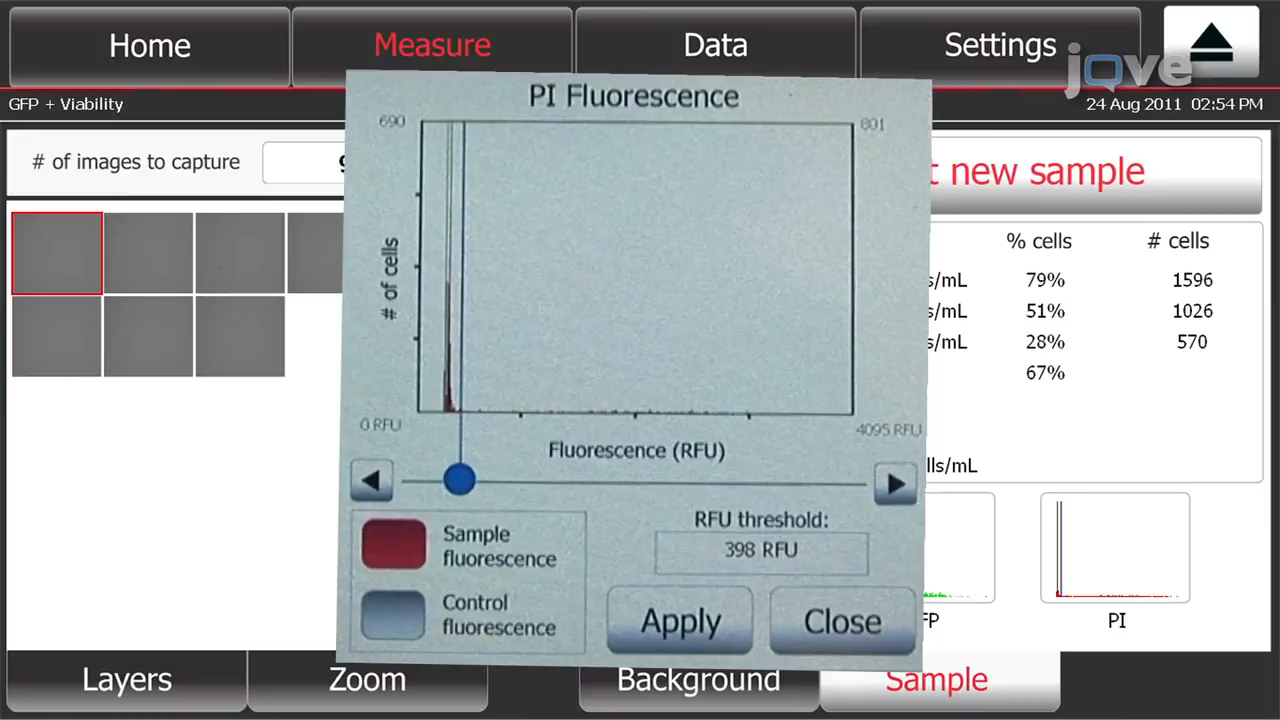 Home
Measure
Data
Settings
jove
GFP + Viability
24 Aug 2011 02:54 PM
PI Fluorescence
# of images to capture
new sample
690
801
# of cells
% cells
# cells
s/mL
79%
1596
s/mL
51%
1026
s/mL
28%
570
67%
0 RFU
4095 RFU
Fluorescence (RFU)
lls/mL
Sample
fluorescence
RFU threshold:
398 RFU
Control
fluorescence
Apply
Close
FP
PI
Layers
Zoom
Background
Sample